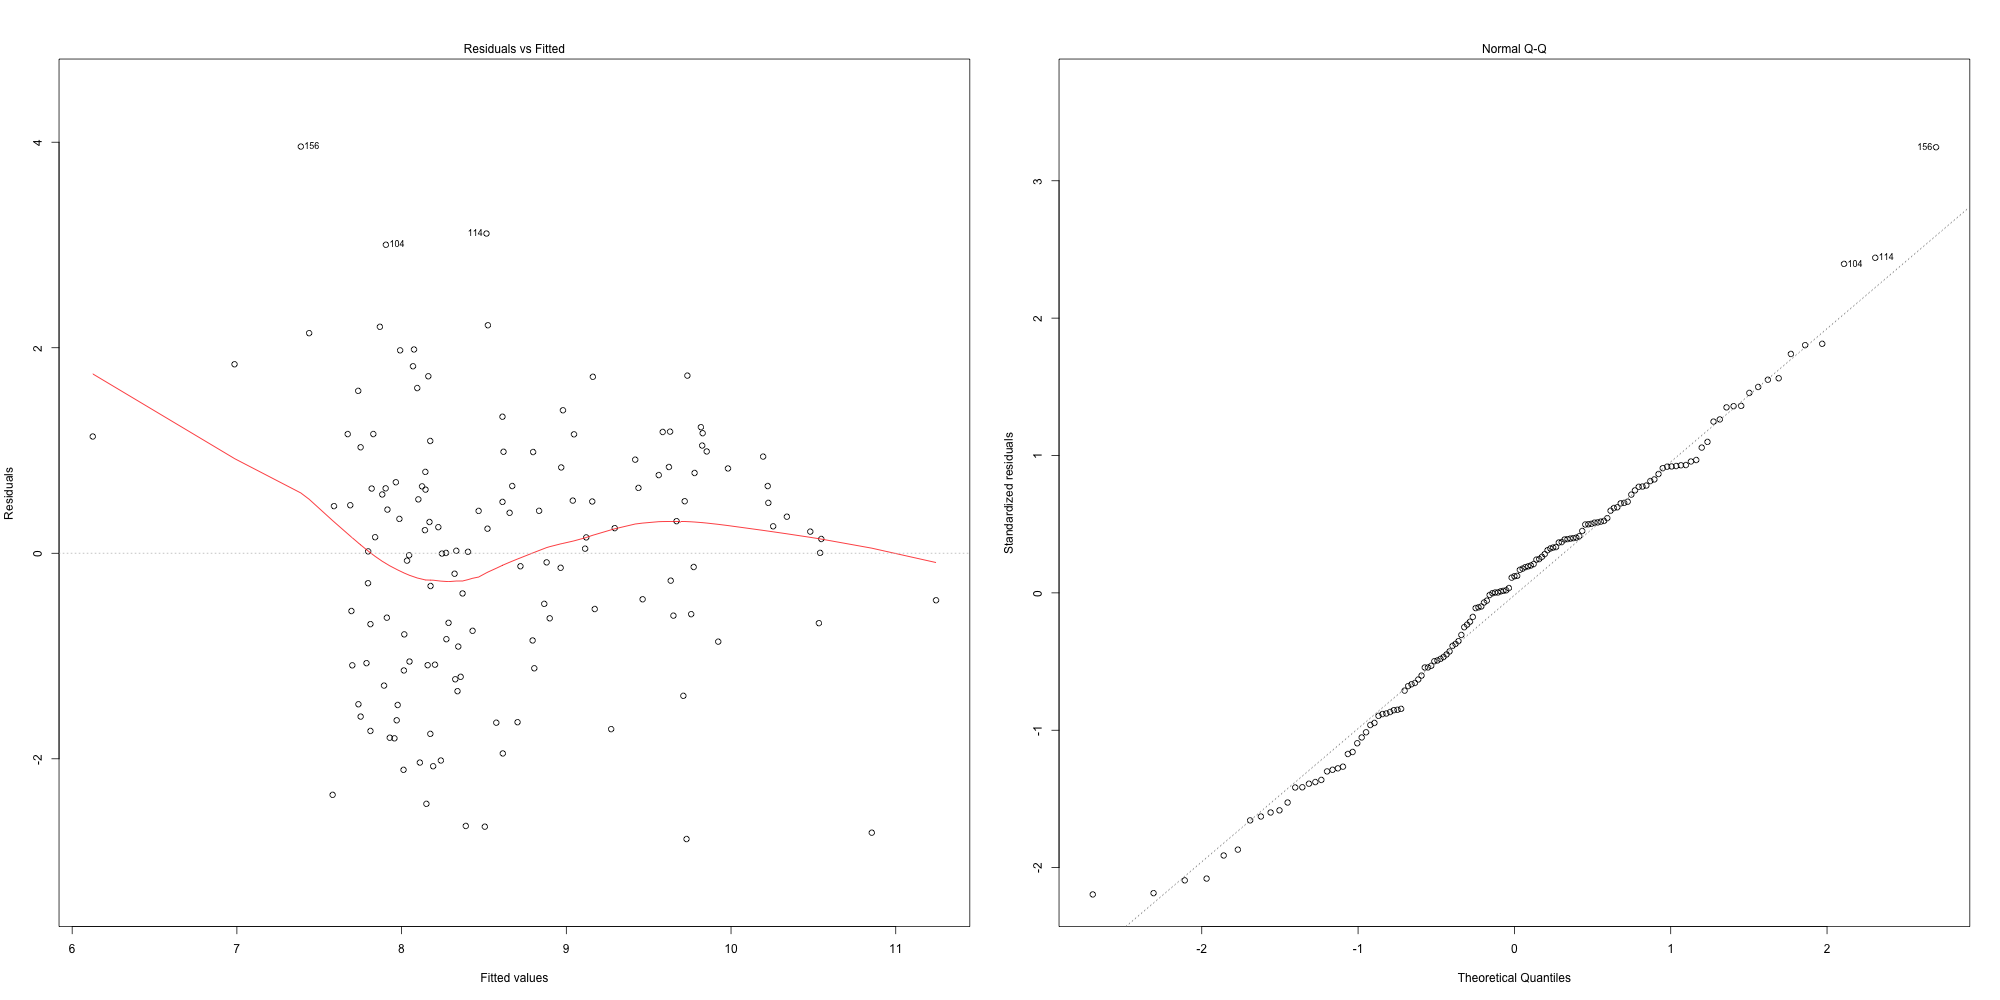 Residuals vs Fitted
Residuals
4
2
0
-2
156
114
104
6 7 8 9 10 11
Fitted values
Normal Q-Q
Standardized residuals
3
2
1
0
-1
-2
156
104 114
-2 -1 0 1 2
Theoretical Quantiles